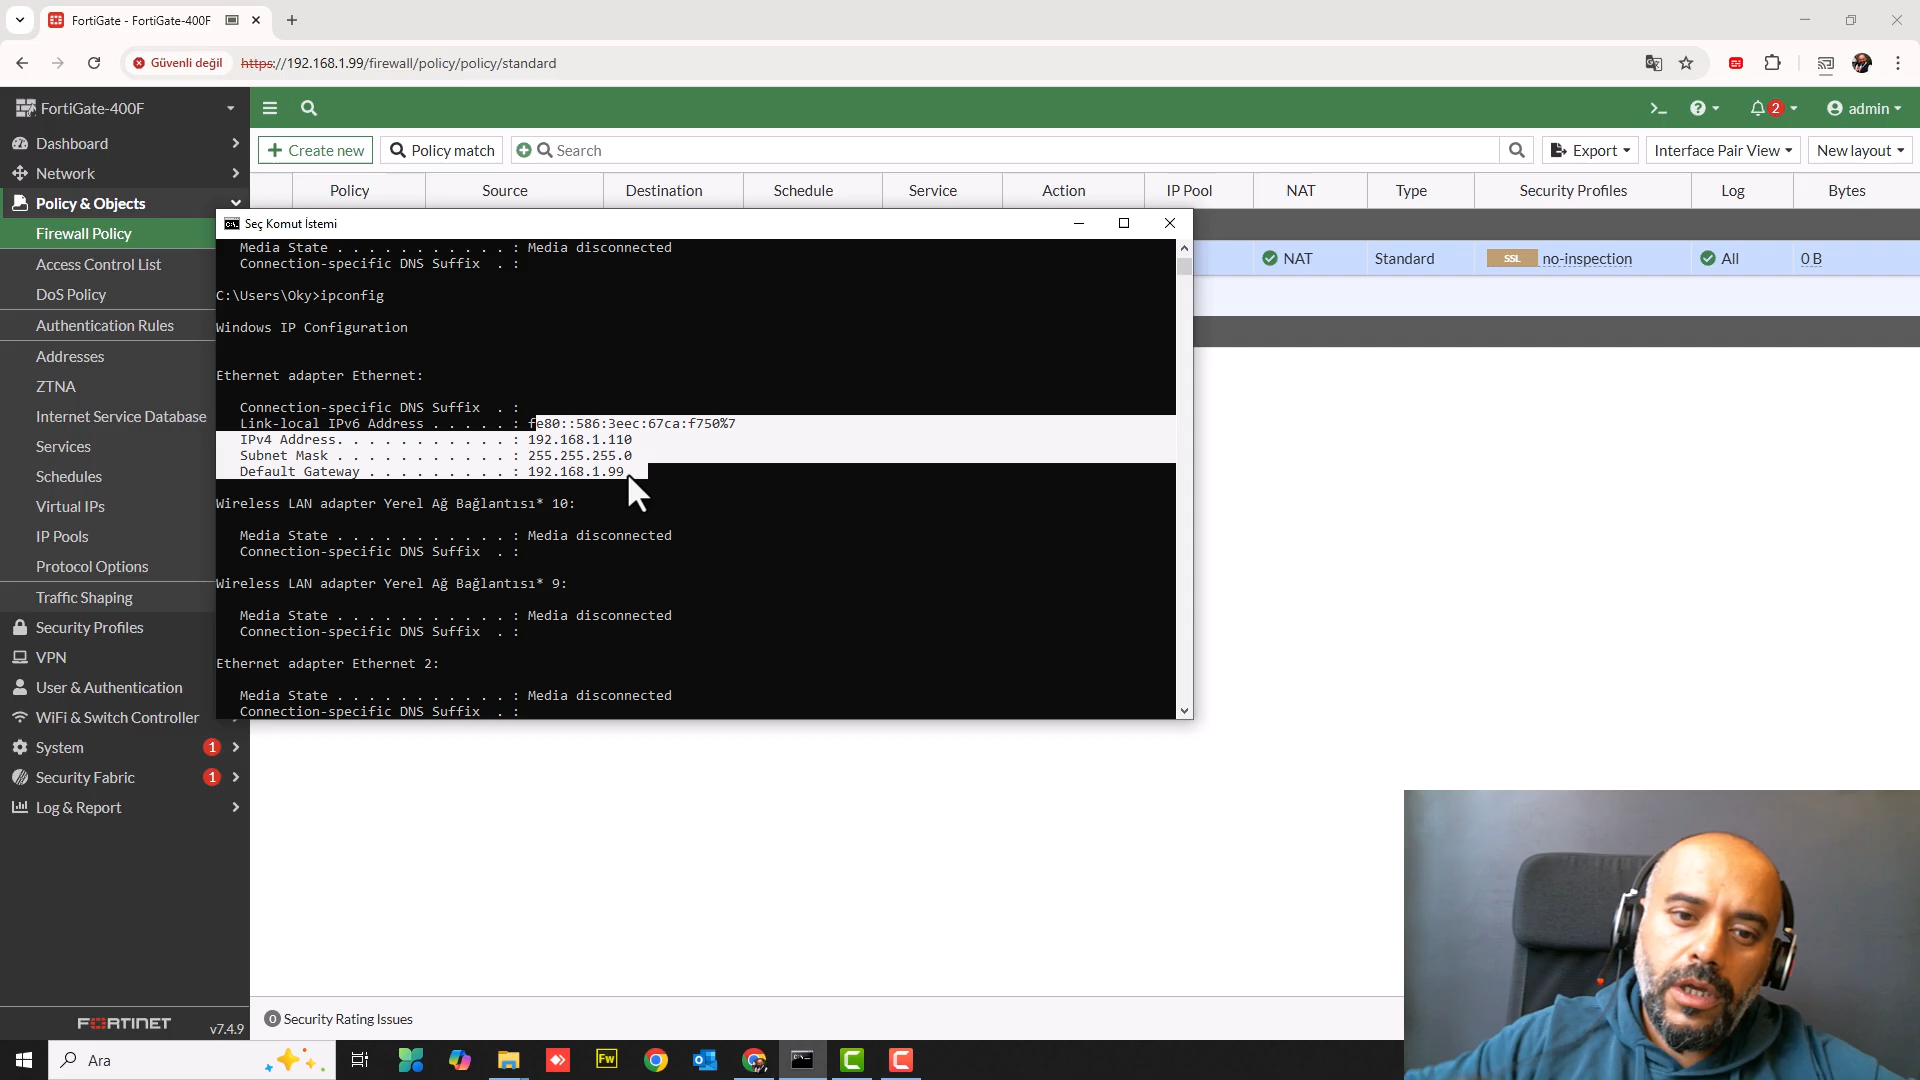 FortiGate - FortiGate-400F
Güvenli değil
https://192.168.1.99/firewall/policy/policy/standard
FortiGate-400F
2
admin
Dashboard
Network
Policy & Objects
Firewall Policy
Access Control List
DoS Policy
Authentication Rules
Addresses
ZTNA
Internet Service Database
Services
Schedules
Virtual IPs
IP Pools
Protocol Options
Traffic Shaping
Security Profiles
VPN
User & Authentication
WiFi & Switch Controller
System 1
Security Fabric 1
Log & Report
FORTINET v7.4.9
Create new
Policy match
Search
Export
Interface Pair View
New layout
Policy Source Destination Schedule Service Action IP Pool NAT Type Security Profiles Log Bytes
NAT Standard SSL no-inspection All 0 B
Seç Komut İstemi
Media State . . . . . . . . . . . : Media disconnected
Connection-specific DNS Suffix . :
C:\Users\Oky>ipconfig
Windows IP Configuration
Ethernet adapter Ethernet:
Connection-specific DNS Suffix . :
Link-local IPv6 Address . . . . . : fe80::586:3eec:67ca:f750%7
IPv4 Address. . . . . . . . . . . : 192.168.1.110
Subnet Mask . . . . . . . . . . . : 255.255.255.0
Default Gateway . . . . . . . . . : 192.168.1.99
Wireless LAN adapter Yerel Ağ Bağlantısı* 10:
Media State . . . . . . . . . . . : Media disconnected
Connection-specific DNS Suffix . :
Wireless LAN adapter Yerel Ağ Bağlantısı* 9:
Media State . . . . . . . . . . . : Media disconnected
Connection-specific DNS Suffix . :
Ethernet adapter Ethernet 2:
Media State . . . . . . . . . . . : Media disconnected
Connection-specific DNS Suffix . :
0 Security Rating Issues
Ara
Fw